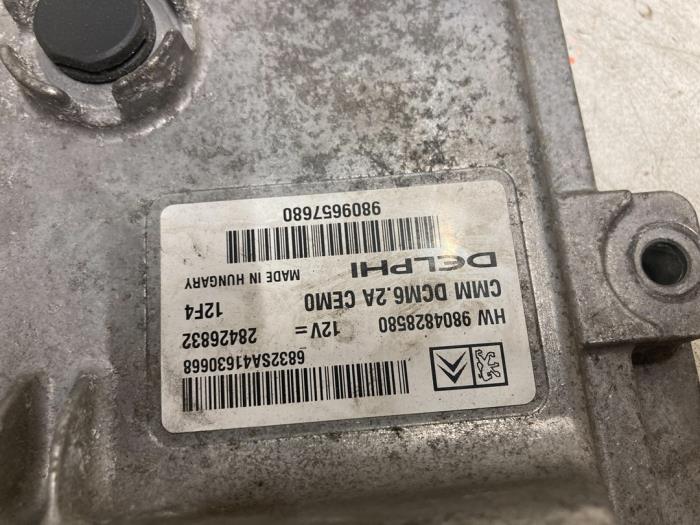 6832SA41630668
HW 9804828580 12V⎓ 28426832
CMM DCM6.2A CEM0 12F4
DELPHI MADE IN HUNGARY
9809657680